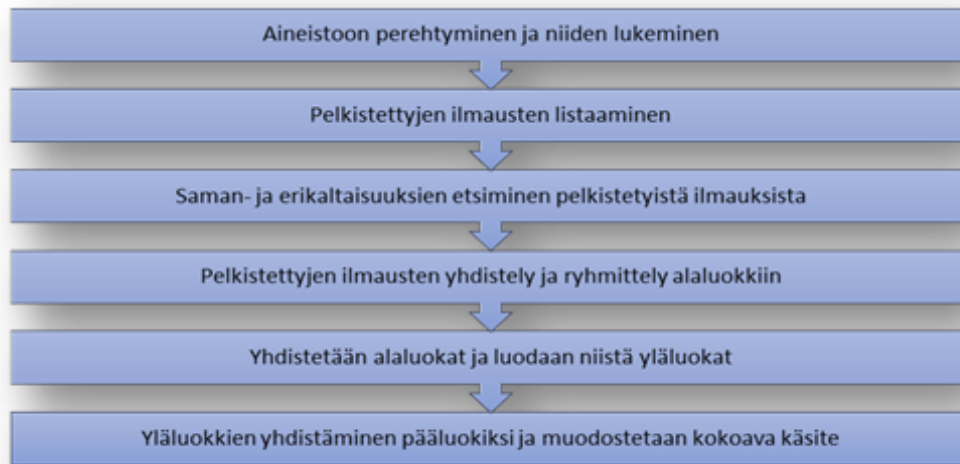 Aineistoon perehtyminen ja niiden lukeminen
Pelkistettyjen ilmausten listaaminen
Saman- ja erikaltaisuuksien etsiminen pelkistetyistä ilmauksista
Pelkistettyjen ilmausten yhdistely ja ryhmittely alaluokkiin
Yhdistetään alaluokat ja luodaan niistä yläluokat
Yläluokkien yhdistäminen pääluokiksi ja muodostetaan kokoava käsite